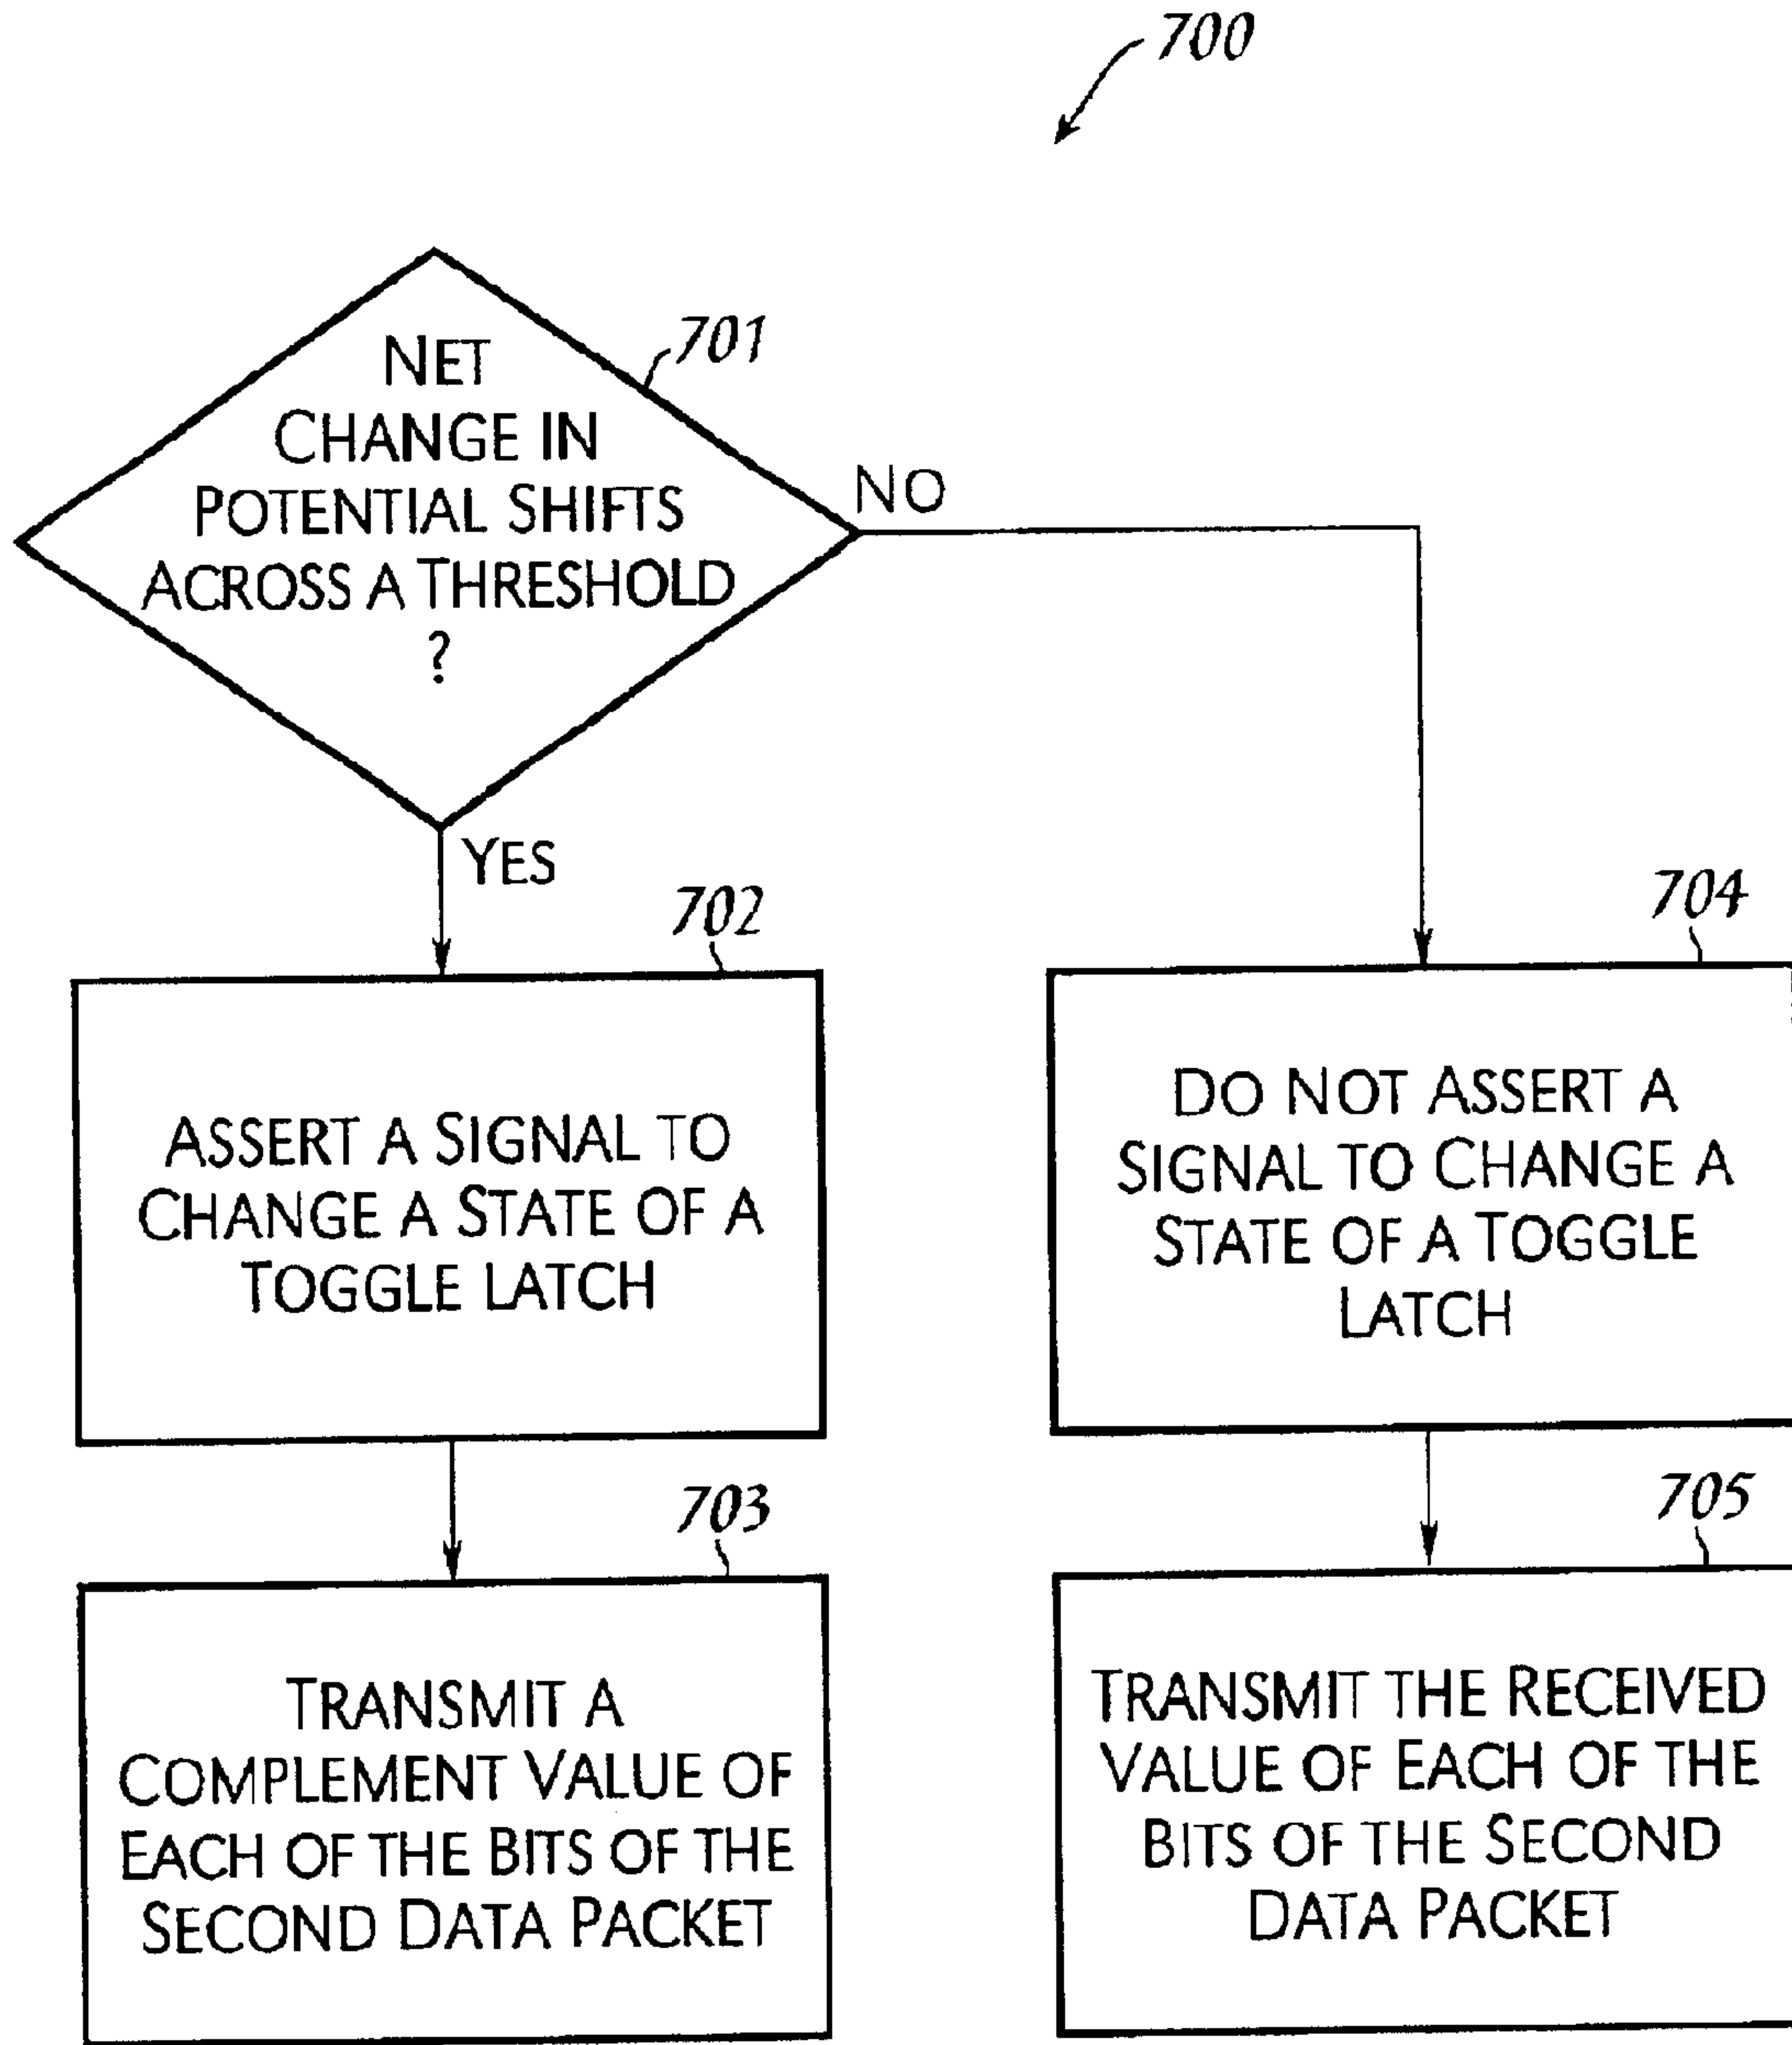 700
701
NET
CHANGE IN
POTENTIAL SHIFTS
ACROSS A THRESHOLD
?
NO
YES
702
ASSERT A SIGNAL TO
CHANGE A STATE OF A
TOGGLE LATCH
704
DO NOT ASSERT A
SIGNAL TO CHANGE A
STATE OF A TOGGLE
LATCH
703
TRANSMIT A
COMPLEMENT VALUE OF
EACH OF THE BITS OF THE
SECOND DATA PACKET
705
TRANSMIT THE RECEIVED
VALUE OF EACH OF THE
BITS OF THE SECOND
DATA PACKET